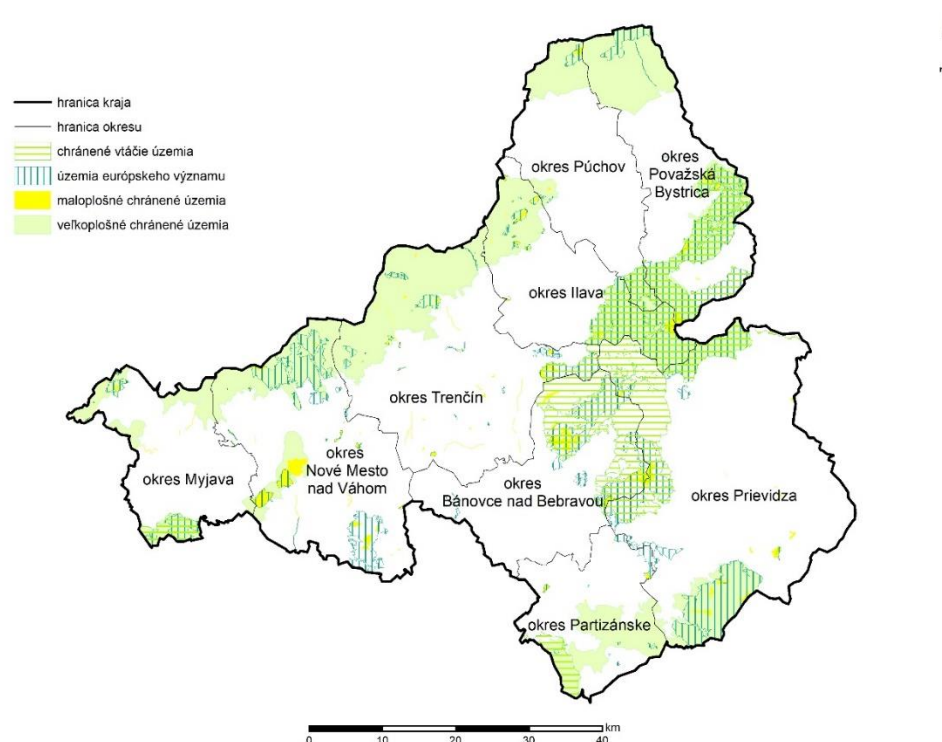 hranica kraja
hranica okresu
chránené vtáčie územia
územia európskeho významu
maloplošné chránené územia
veľkoplošné chránené územia
okres Púchov
okres
Považská
Bystrica
okres Ilava
okres Trenčín
okres
Nové Mesto
nad Váhom
okres Myjava
okres
Bánovce nad Bebravou
okres Prievidza
okres Partizánske
km
0 10 20 30 40